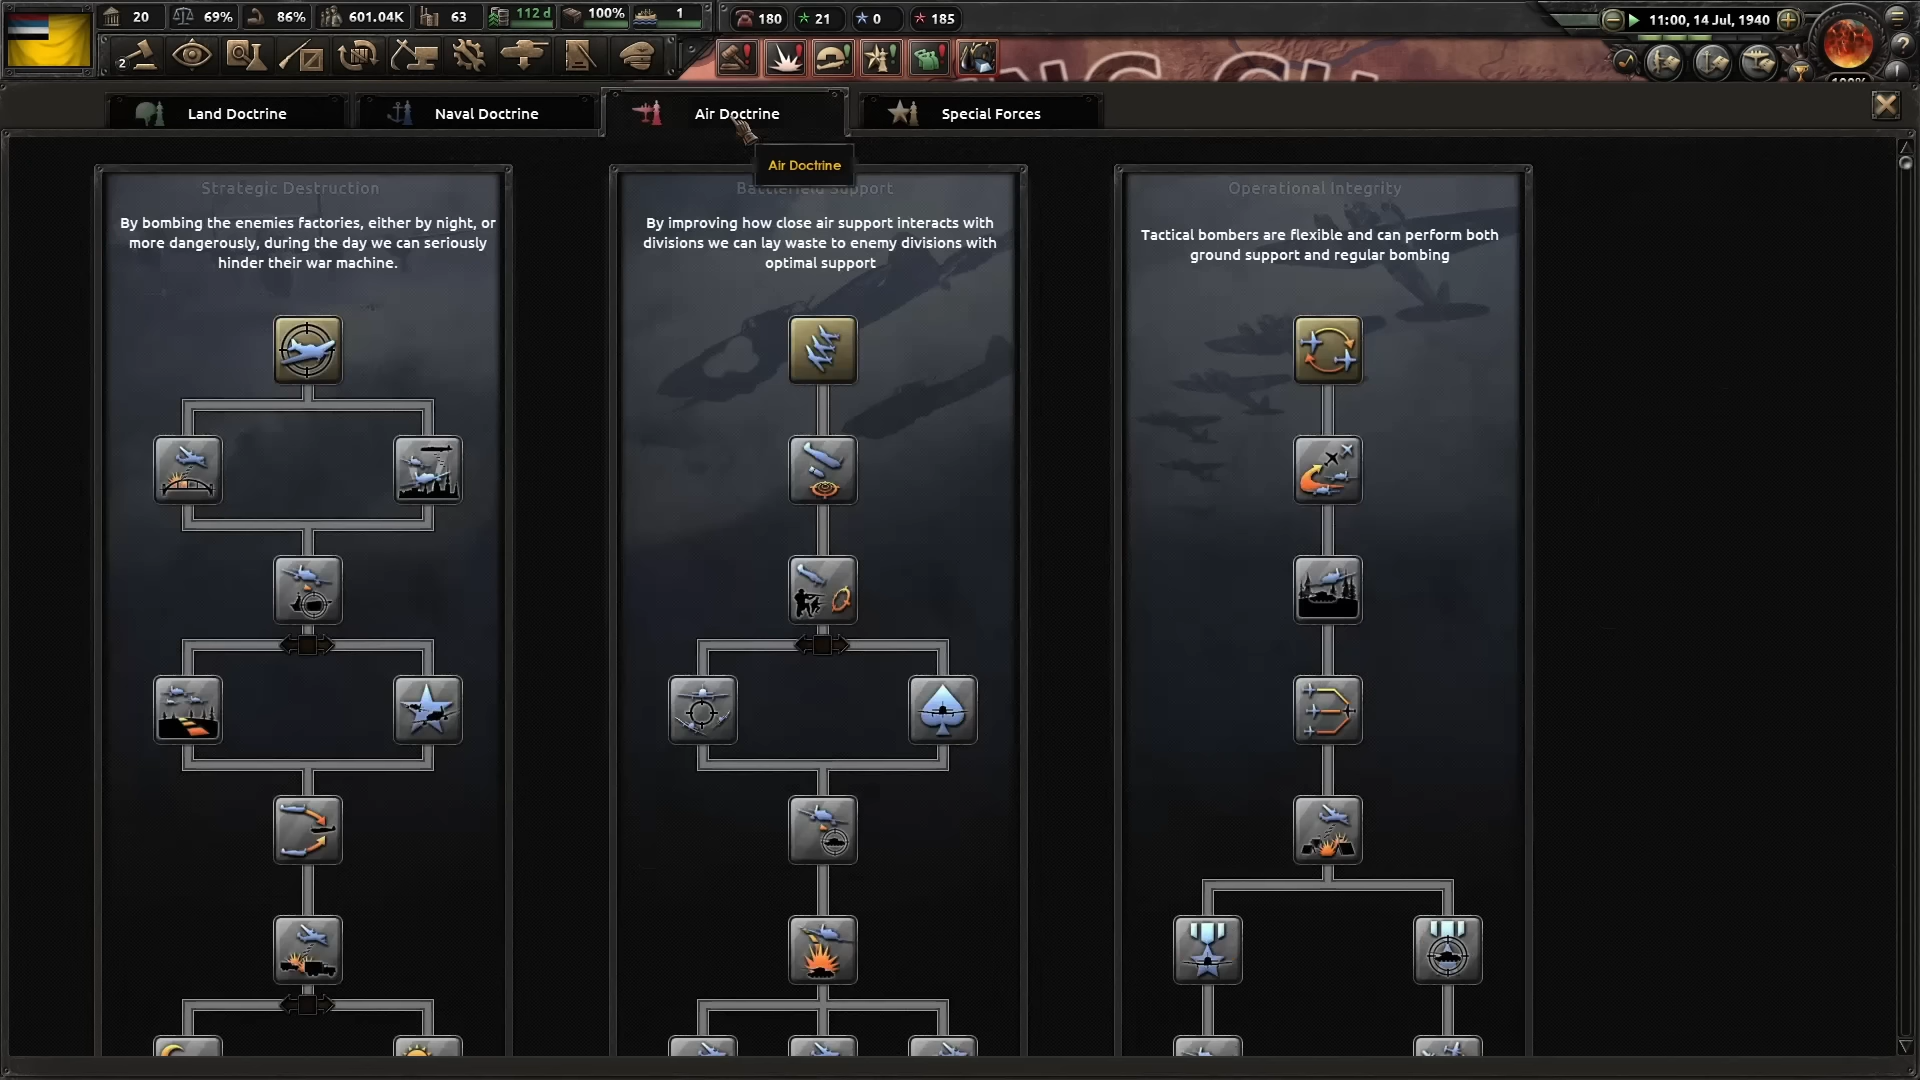 20 69% 86% 601.04K 63 112 d 100% 1 180 21 0 185 11:00, 14 Jul, 1940
2
Land Doctrine Naval Doctrine Air Doctrine Special Forces
Air Doctrine
Strategic Destruction
By bombing the enemies factories, either by night, or
more dangerously, during the day we can seriously
hinder their war machine.
Battlefield Support
By improving how close air support interacts with
divisions we can lay waste to enemy divisions with
optimal support
Operational Integrity
Tactical bombers are flexible and can perform both
ground support and regular bombing